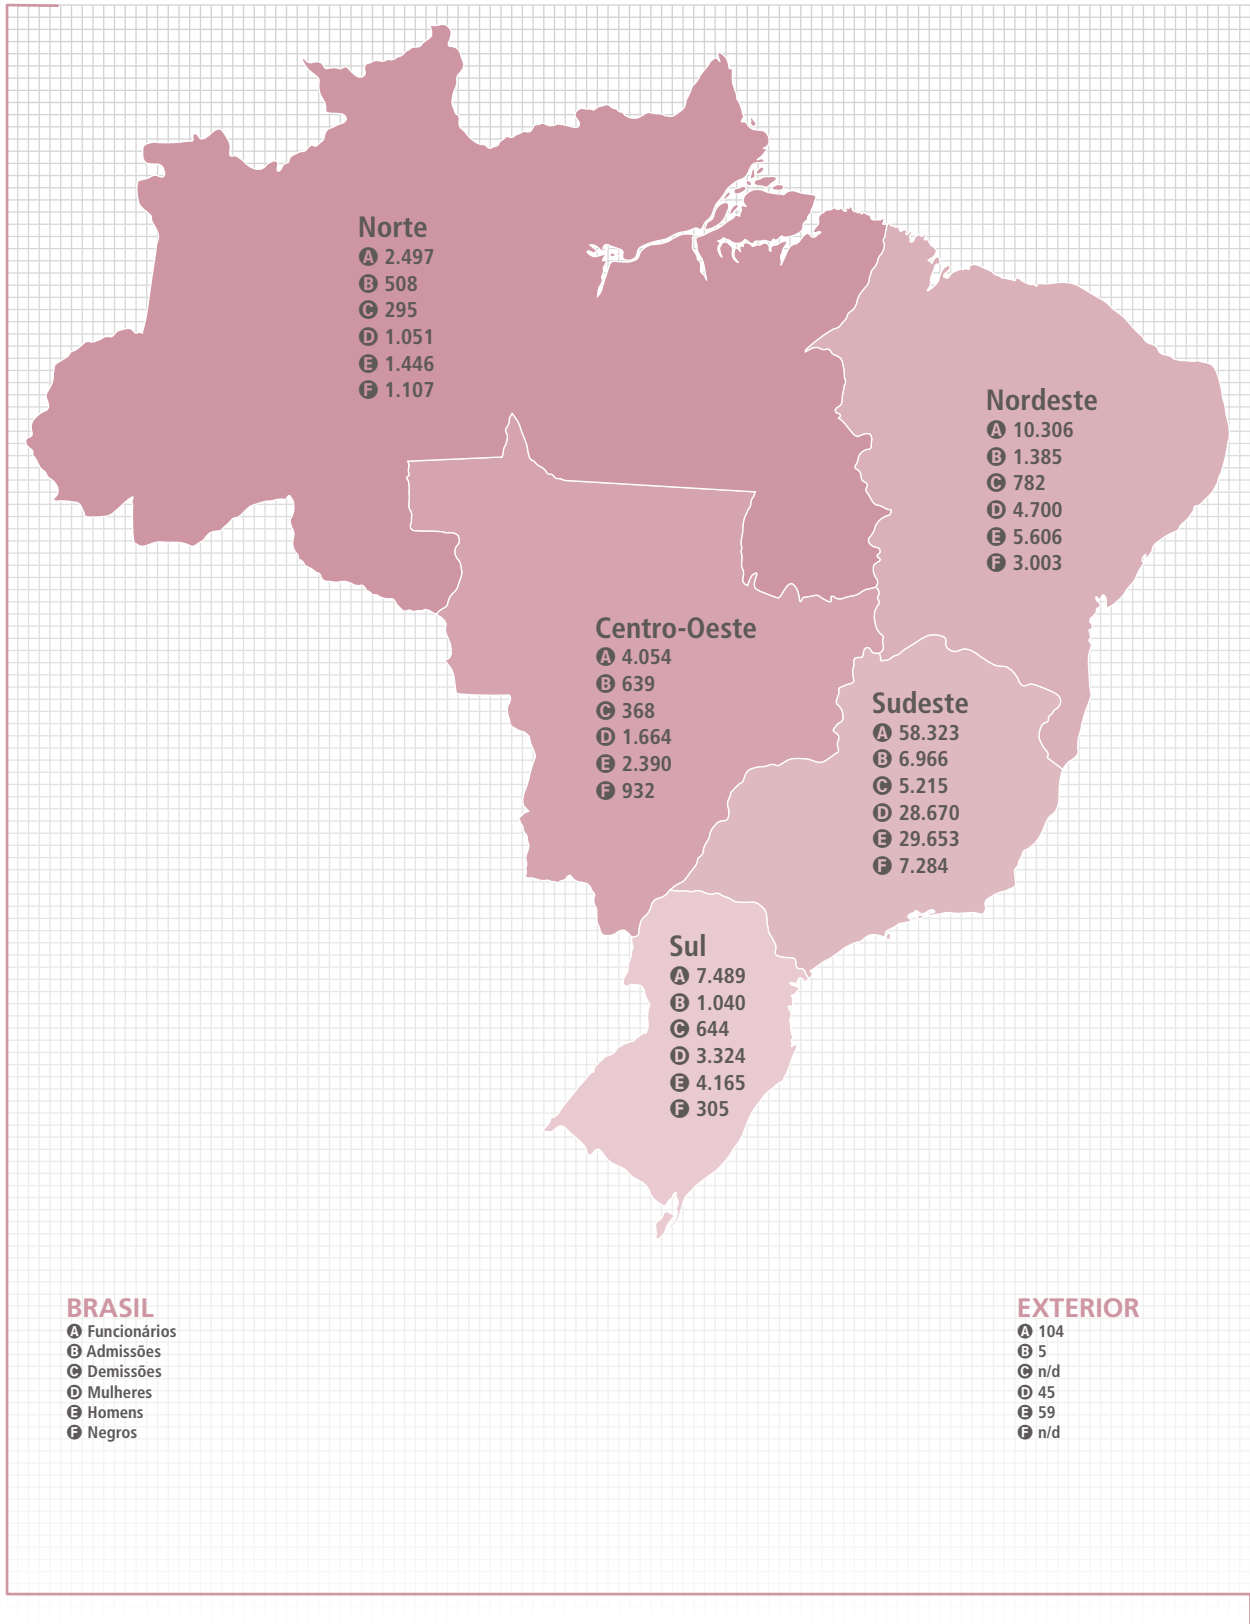 Norte
A 2.497
B 508
C 295
D 1.051
E 1.446
F 1.107
Nordeste
A 10.306
B 1.385
C 782
D 4.700
E 5.606
F 3.003
Centro-Oeste
A 4.054
B 639
C 368
D 1.664
E 2.390
F 932
Sudeste
A 58.323
B 6.966
C 5.215
D 28.670
E 29.653
F 7.284
Sul
A 7.489
B 1.040
C 644
D 3.324
E 4.165
F 305
BRASIL
A Funcionários
B Admissões
C Demissões
D Mulheres
E Homens
F Negros
EXTERIOR
A 104
B 5
C n/d
D 45
E 59
F n/d